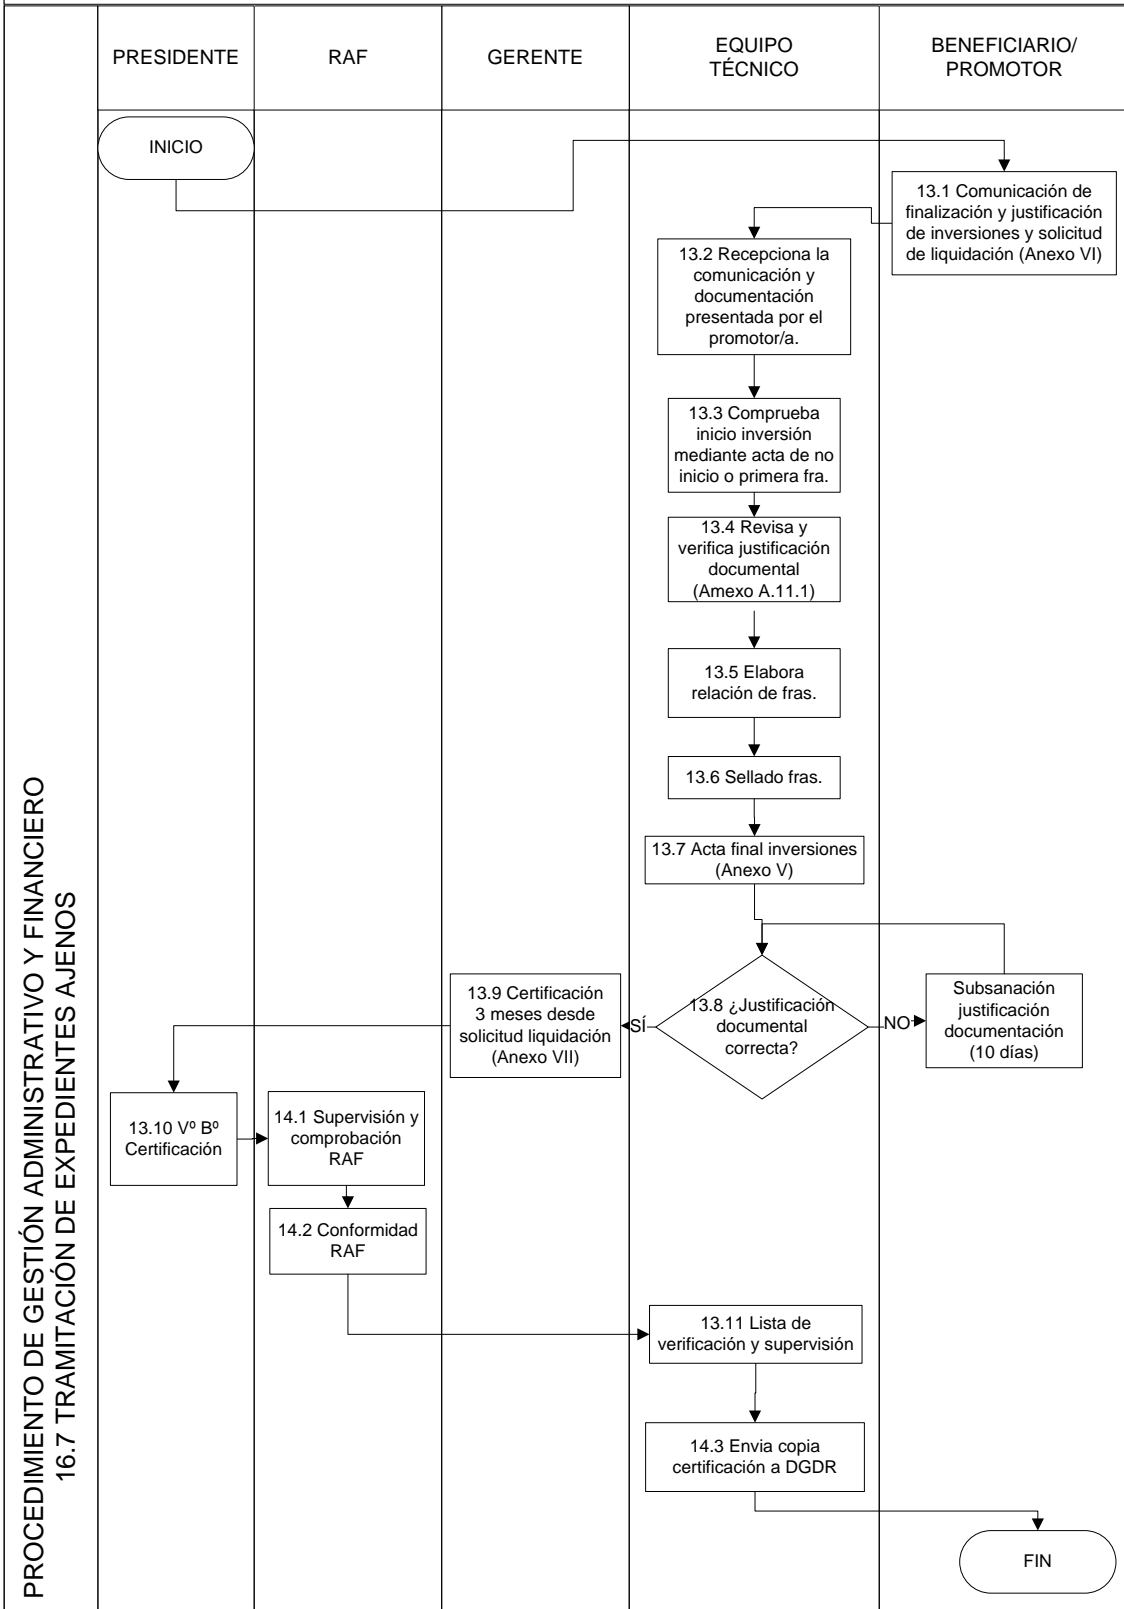 PRESIDENTE
RAF
GERENTE
EQUIPO
TÉCNICO
BENEFICIARIO/
PROMOTOR
INICIO
13.1 Comunicación de
finalización y justificación
de inversiones y solicitud
de liquidación (Anexo VI)
13.2 Recepciona la
comunicación y
documentación
presentada por el
promotor/a.
13.3 Comprueba
inicio inversión
mediante acta de no
inicio o primera fra.
13.4 Revisa y
verifica justificación
documental
(Amexo A.11.1)
13.5 Elabora
relación de fras.
13.6 Sellado fras.
13.7 Acta final inversiones
(Anexo V)
13.8 ¿Justificación
documental
correcta?
SÍ
NO
Subsanación
justificación
documentación
(10 días)
13.9 Certificación
3 meses desde
solicitud liquidación
(Anexo VII)
13.10 Vº Bº
Certificación
14.1 Supervisión y
comprobación
RAF
14.2 Conformidad
RAF
13.11 Lista de
verificación y supervisión
14.3 Envia copia
certificación a DGDR
FIN
PROCEDIMIENTO DE GESTIÓN ADMINISTRATIVO Y FINANCIERO
16.7 TRAMITACIÓN DE EXPEDIENTES AJENOS